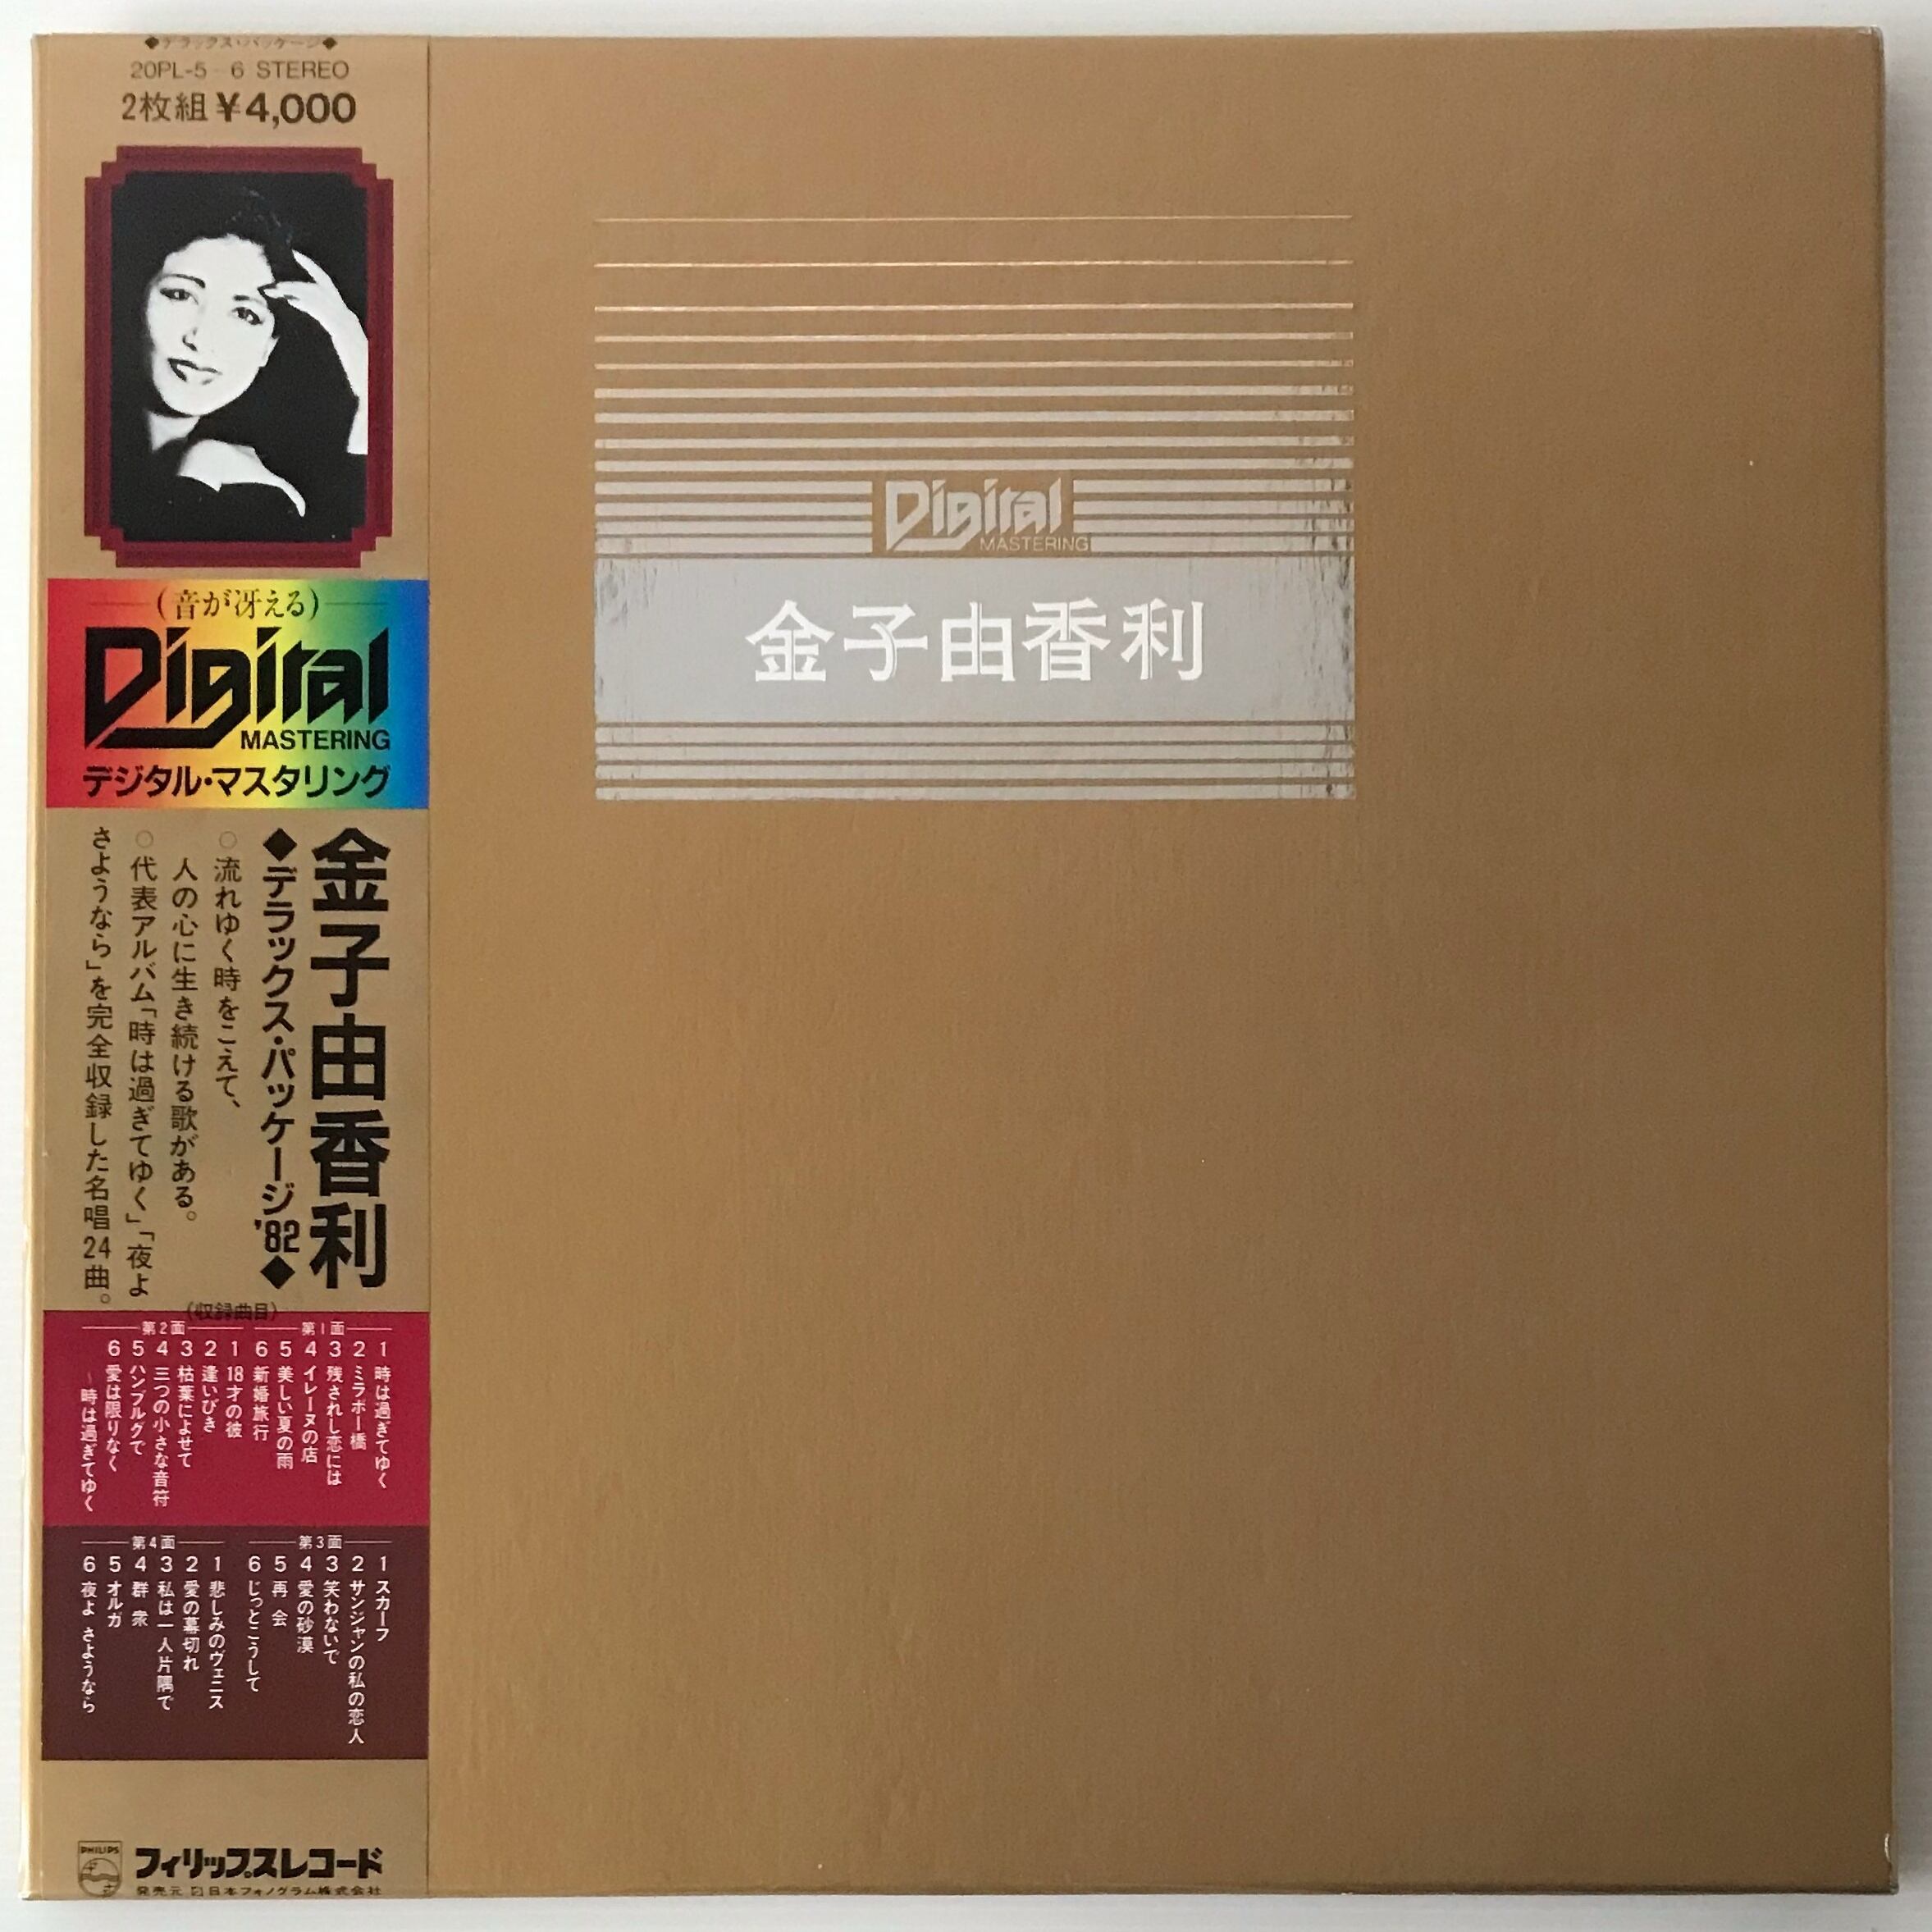 ◆デラックス・パッケージ◆
20PL-5–6 STEREO
2枚組¥4,000
(音が冴える)
Digital
MASTERING
デジタル・マスタリング
金子由香利
◆デラックス・パッケージ'82◆
○流れゆく時をこえて、
人の心に生き続ける歌がある。
○代表アルバム「時は過ぎてゆく」「夜よ
さようなら」を完全収録した名唱24曲。
(収録曲目)
第1面
1 時は過ぎてゆく
2 ミラボー橋
3 残されし恋には
4 イレーヌの店
5 美しい夏の雨
6 新婚旅行
第2面
1 18才の彼
2 逢いびき
3 枯葉によせて
4 三つの小さな音符
5 ハンブルグで
6 愛は限りなく
~時は過ぎてゆく
第3面
1 スカーフ
2 サンジャンの私の恋人
3 笑わないで
4 愛の砂漠
5 再会
6 じっとこうして
第4面
1 悲しみのヴェニス
2 愛の幕切れ
3 私は一人片隅で
4 群衆
5 オルガ
6 夜よ さようなら
PHILIPS
フィリップスレコード
発売元 日本フォノグラム株式会社
Digital
MASTERING
金子由香利